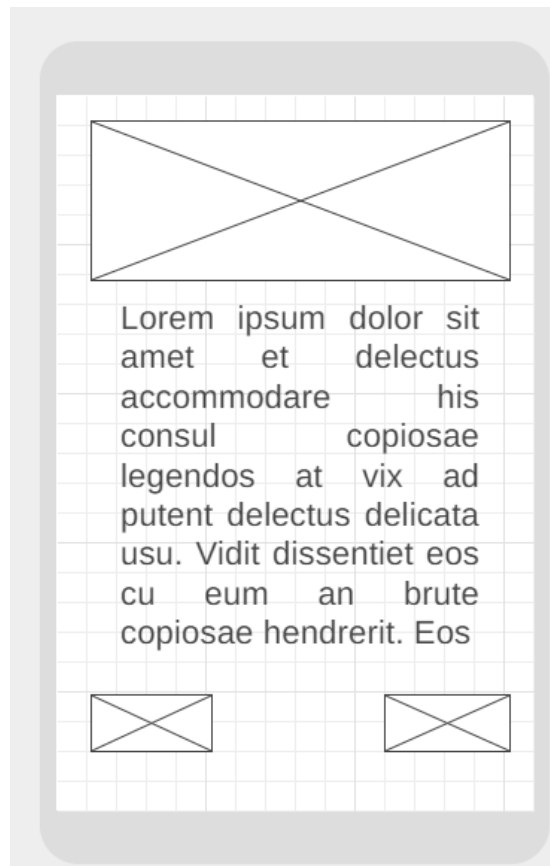 Lorem ipsum dolor sit
amet et delectus
accommodare his
consul copiosae
legendos at vix ad
putent delectus delicata
usu. Vidit dissentiet eos
cu eum an brute
copiosae hendrerit. Eos